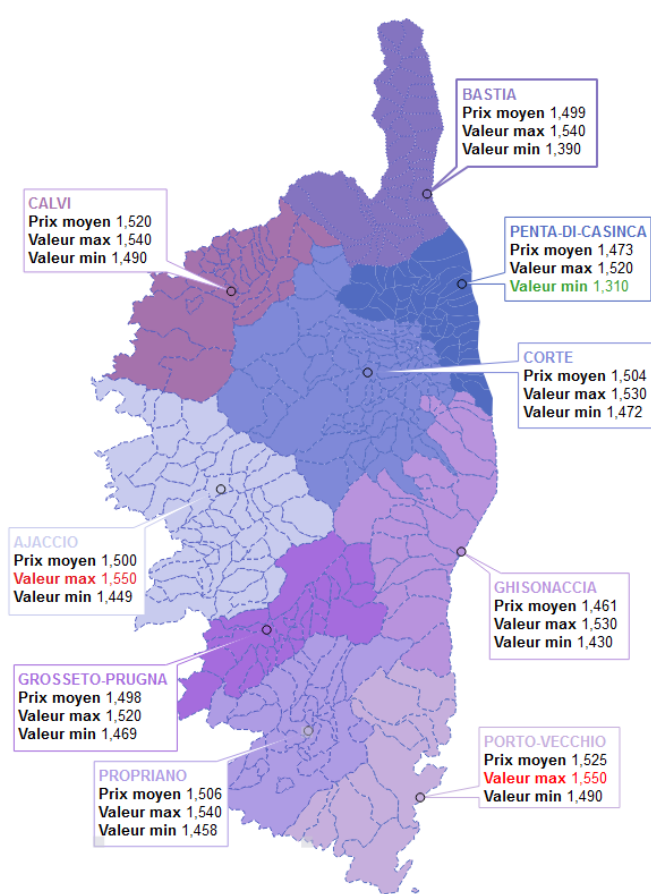 BASTIA
Prix moyen 1,499
Valeur max 1,540
Valeur min 1,390
CALVI
Prix moyen 1,520
Valeur max 1,540
Valeur min 1,490
PENTA-DI-CASINCA
Prix moyen 1,473
Valeur max 1,520
Valeur min 1,310
CORTE
Prix moyen 1,504
Valeur max 1,530
Valeur min 1,472
AJACCIO
Prix moyen 1,500
Valeur max 1,550
Valeur min 1,449
GHISONACCIA
Prix moyen 1,461
Valeur max 1,530
Valeur min 1,430
GROSSETO-PRUGNA
Prix moyen 1,498
Valeur max 1,520
Valeur min 1,469
PORTO-VECCHIO
Prix moyen 1,525
Valeur max 1,550
Valeur min 1,490
PROPRIANO
Prix moyen 1,506
Valeur max 1,540
Valeur min 1,458